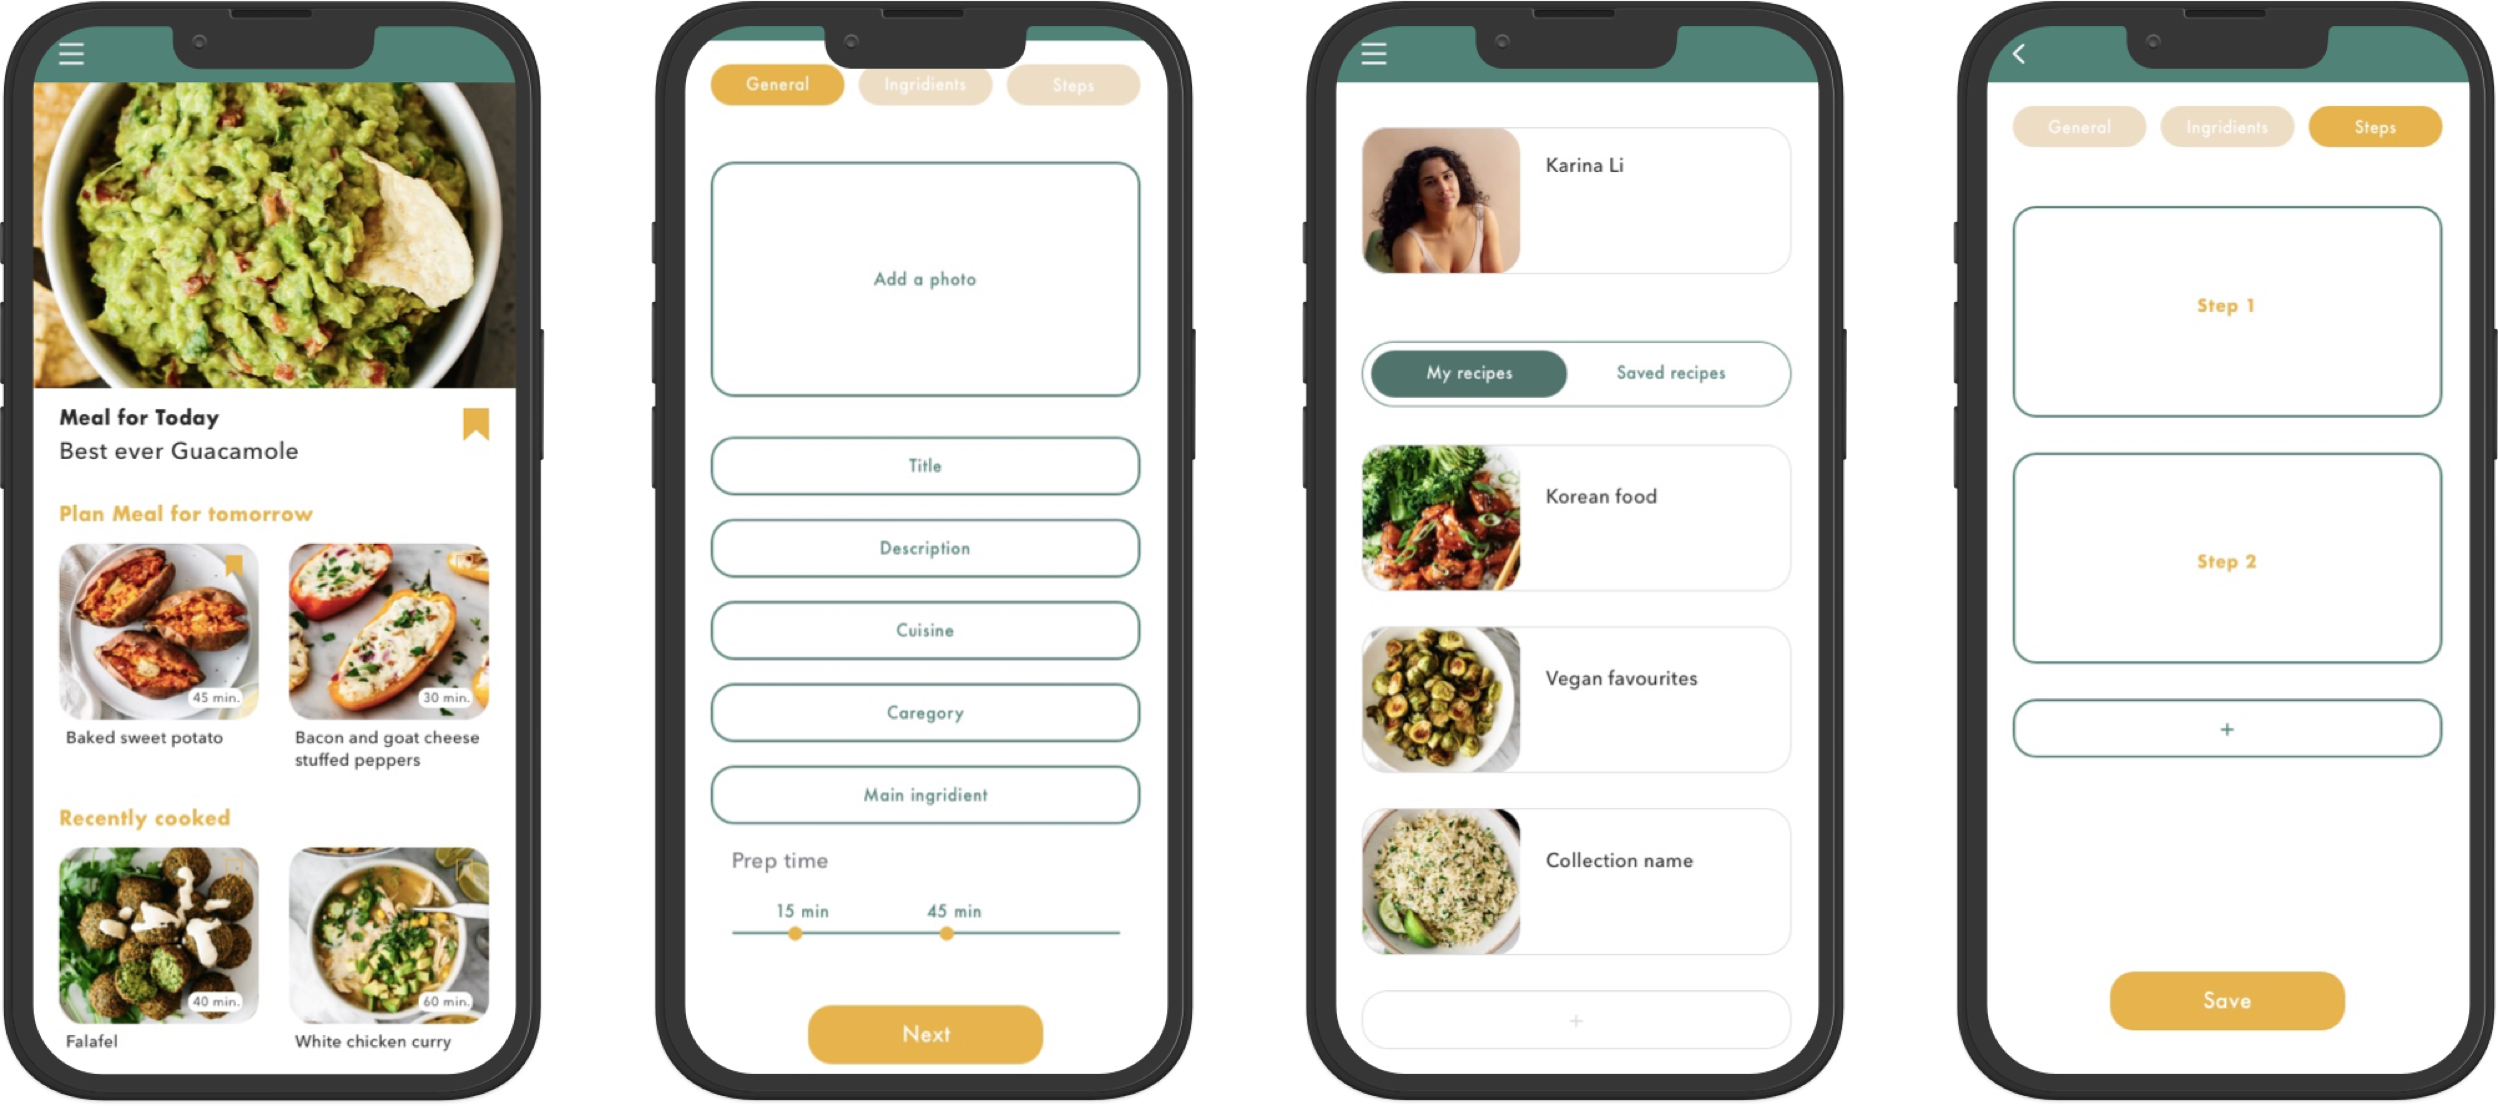 Meal for Today
Best ever Guacamole
Plan Meal for tomorrow
45 min.
30 min.
Baked sweet potato
Bacon and goat cheese
stuffed peppers
Recently cooked
40 min.
60 min.
Falafel
White chicken curry
General
Ingridients
Steps
Add a photo
Title
Description
Cuisine
Caregory
Main ingridient
Prep time
15 min
45 min
Next
Karina Li
My recipes
Saved recipes
Korean food
Vegan favourites
Collection name
+
General
Ingridients
Steps
Step 1
Step 2
+
Save